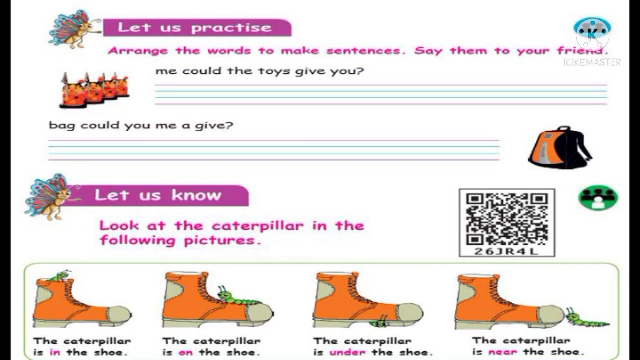 Let us practise
Arrange the words to make sentences. Say them to your friend.
K
KINEMASTER
me could the toys give you?
bag could you me a give?
Let us know
Look at the caterpillar in the
following pictures.
26JR4L
The caterpillar
is in the shoe.
The caterpillar
is on the shoe.
The caterpillar
is under the shoe.
The caterpillar
is near the shoe.